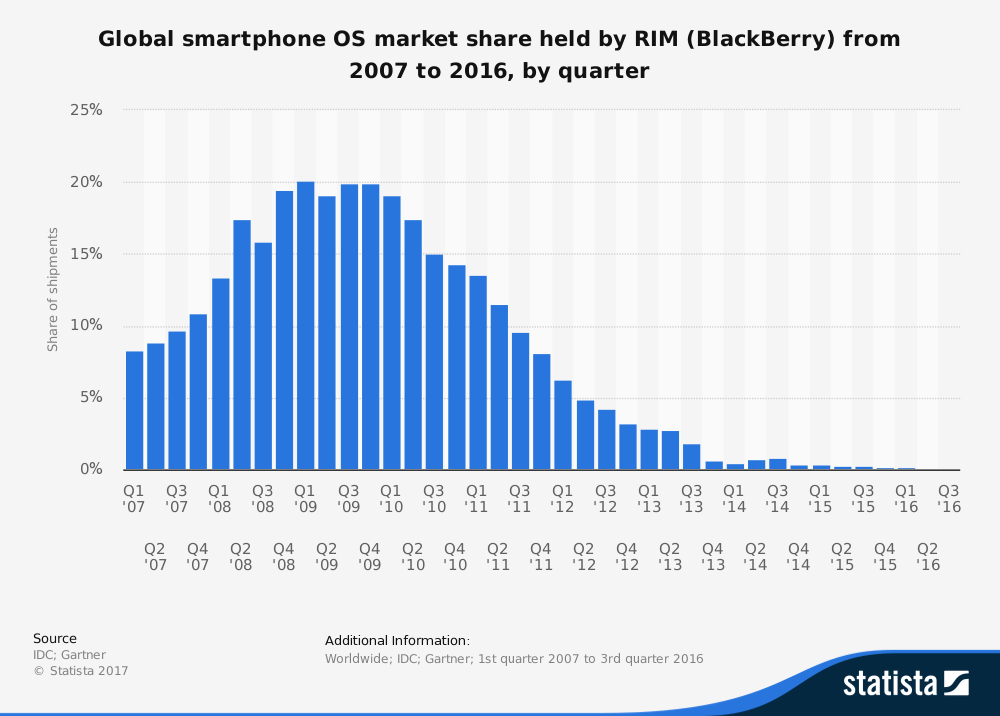 Global smartphone OS market share held by RIM (BlackBerry) from
2007 to 2016, by quarter
25%
20%
15%
10%
5%
0%
Share of shipments
Q1 Q3 Q1 Q3 Q1 Q3 Q1 Q3 Q1 Q3 Q1 Q3 Q1 Q3 Q1 Q3 Q1 Q3 Q1 Q3
'07 '07 '08 '08 '09 '09 '10 '10 '11 '11 '12 '12 '13 '13 '14 '14 '15 '15 '16 '16
Q2 Q4 Q2 Q4 Q2 Q4 Q2 Q4 Q2 Q4 Q2 Q4 Q2 Q4 Q2 Q4 Q2 Q4 Q2
'07 '07 '08 '08 '09 '09 '10 '10 '11 '11 '12 '12 '13 '13 '14 '14 '15 '15 '16
Source
IDC; Gartner
© Statista 2017
Additional Information:
Worldwide; IDC; Gartner; 1st quarter 2007 to 3rd quarter 2016
statista